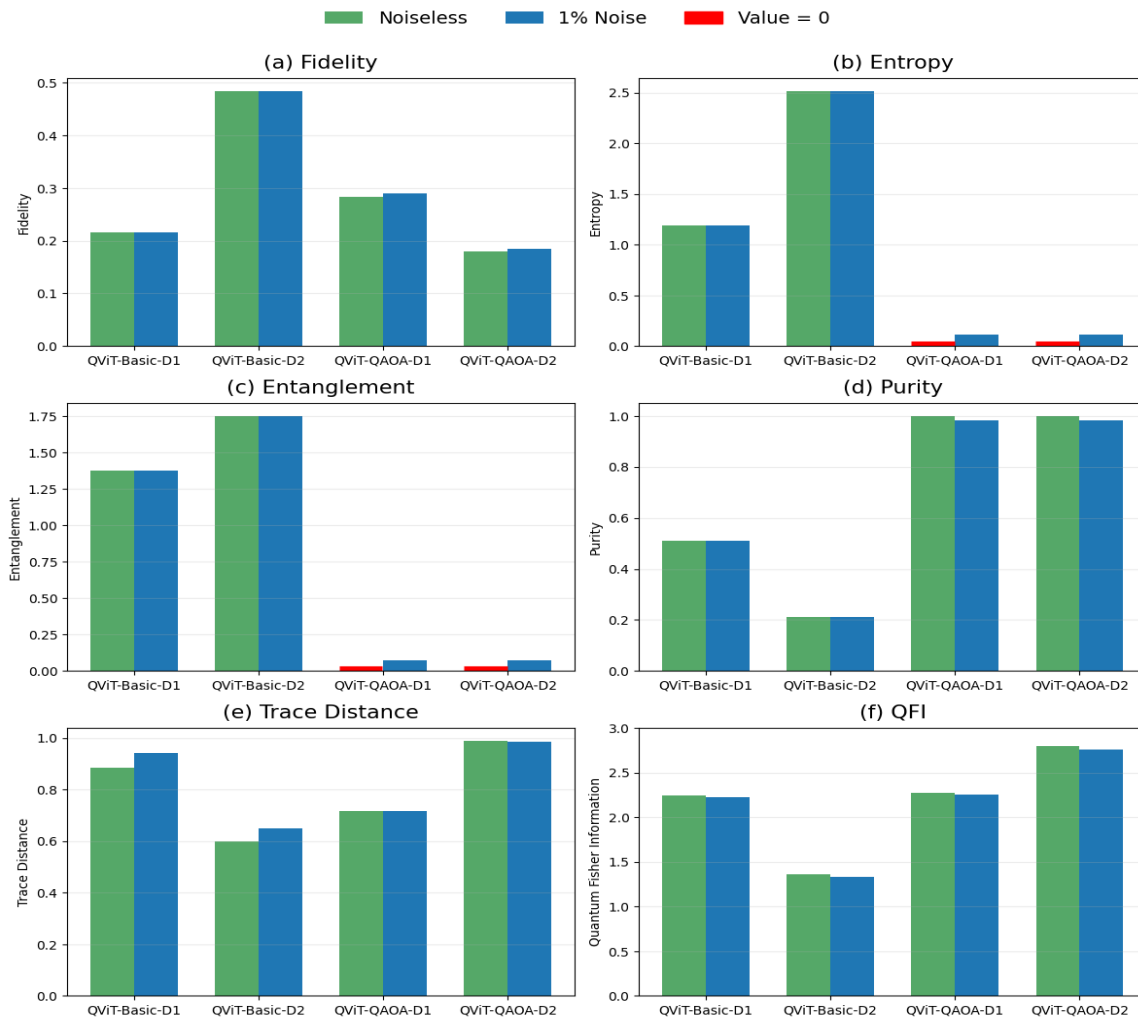 Noiseless 1% Noise Value = 0
(a) Fidelity
Fidelity
0.5
0.4
0.3
0.2
0.1
0.0
QViT-Basic-D1 QViT-Basic-D2 QViT-QAOA-D1 QViT-QAOA-D2
(b) Entropy
Entropy
2.5
2.0
1.5
1.0
0.5
0.0
QViT-Basic-D1 QViT-Basic-D2 QViT-QAOA-D1 QViT-QAOA-D2
(c) Entanglement
Entanglement
1.75
1.50
1.25
1.00
0.75
0.50
0.25
0.00
QViT-Basic-D1 QViT-Basic-D2 QViT-QAOA-D1 QViT-QAOA-D2
(d) Purity
Purity
1.0
0.8
0.6
0.4
0.2
0.0
QViT-Basic-D1 QViT-Basic-D2 QViT-QAOA-D1 QViT-QAOA-D2
(e) Trace Distance
Trace Distance
1.0
0.8
0.6
0.4
0.2
0.0
QViT-Basic-D1 QViT-Basic-D2 QViT-QAOA-D1 QViT-QAOA-D2
(f) QFI
Quantum Fisher Information
3.0
2.5
2.0
1.5
1.0
0.5
0.0
QViT-Basic-D1 QViT-Basic-D2 QViT-QAOA-D1 QViT-QAOA-D2